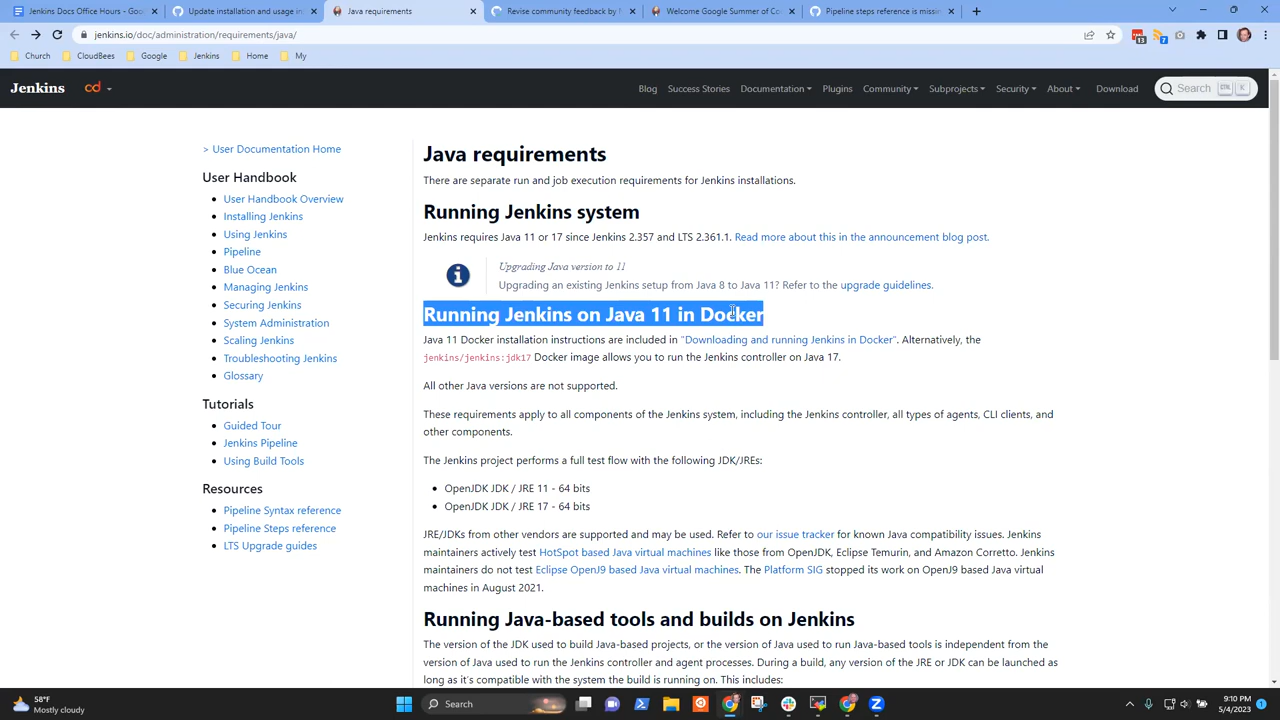 Jenkins Docs Office Hours - Goo
Update installation and usage in
Java requirements
Revise community feedback by
Welcome Google Summer of Co
Pipeline steps reference is missin
jenkins.io/doc/administration/requirements/java/
13
7
Church
CloudBees
Google
Jenkins
Home
My
Jenkins
cd
Blog
Success Stories
Documentation
Plugins
Community
Subprojects
Security
About
Download
Search
CTRL
K
> User Documentation Home
User Handbook
User Handbook Overview
Installing Jenkins
Using Jenkins
Pipeline
Blue Ocean
Managing Jenkins
Securing Jenkins
System Administration
Scaling Jenkins
Troubleshooting Jenkins
Glossary
Tutorials
Guided Tour
Jenkins Pipeline
Using Build Tools
Resources
Pipeline Syntax reference
Pipeline Steps reference
LTS Upgrade guides
Java requirements
There are separate run and job execution requirements for Jenkins installations.
Running Jenkins system
Jenkins requires Java 11 or 17 since Jenkins 2.357 and LTS 2.361.1. Read more about this in the announcement blog post.
Upgrading Java version to 11
Upgrading an existing Jenkins setup from Java 8 to Java 11? Refer to the upgrade guidelines.
Running Jenkins on Java 11 in Docker
Java 11 Docker installation instructions are included in "Downloading and running Jenkins in Docker". Alternatively, the
jenkins/jenkins:jdk17 Docker image allows you to run the Jenkins controller on Java 17.
All other Java versions are not supported.
These requirements apply to all components of the Jenkins system, including the Jenkins controller, all types of agents, CLI clients, and
other components.
The Jenkins project performs a full test flow with the following JDK/JREs:
OpenJDK JDK / JRE 11 - 64 bits
OpenJDK JDK / JRE 17 - 64 bits
JRE/JDKs from other vendors are supported and may be used. Refer to our issue tracker for known Java compatibility issues. Jenkins
maintainers actively test HotSpot based Java virtual machines like those from OpenJDK, Eclipse Temurin, and Amazon Corretto. Jenkins
maintainers do not test Eclipse OpenJ9 based Java virtual machines. The Platform SIG stopped its work on OpenJ9 based Java virtual
machines in August 2021.
Running Java-based tools and builds on Jenkins
The version of the JDK used to build Java-based projects, or the version of Java used to run Java-based tools is independent from the
version of Java used to run the Jenkins controller and agent processes. During a build, any version of the JRE or JDK can be launched as
long as it's compatible with the system the build is running on. This includes:
58°F
Mostly cloudy
Search
9:10 PM
5/4/2023